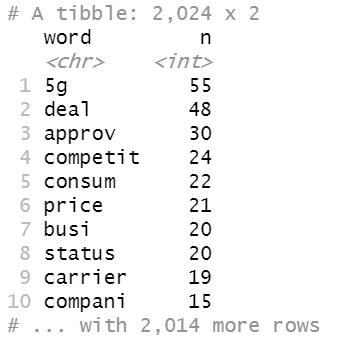 # A tibble: 2,024 x 2
word n
<chr> <int>
1 5g 55
2 deal 48
3 approv 30
4 competit 24
5 consum 22
6 price 21
7 busi 20
8 status 20
9 carrier 19
10 compani 15
# ... with 2,014 more rows